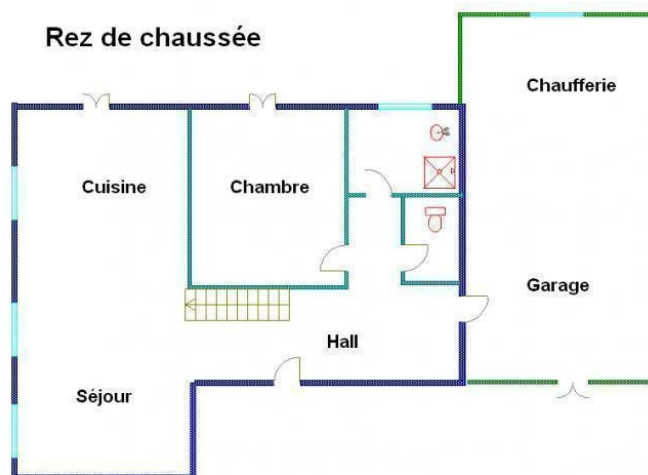 Rez de chaussée
Chaufferie
Cuisine
Chambre
Garage
Hall
Séjour